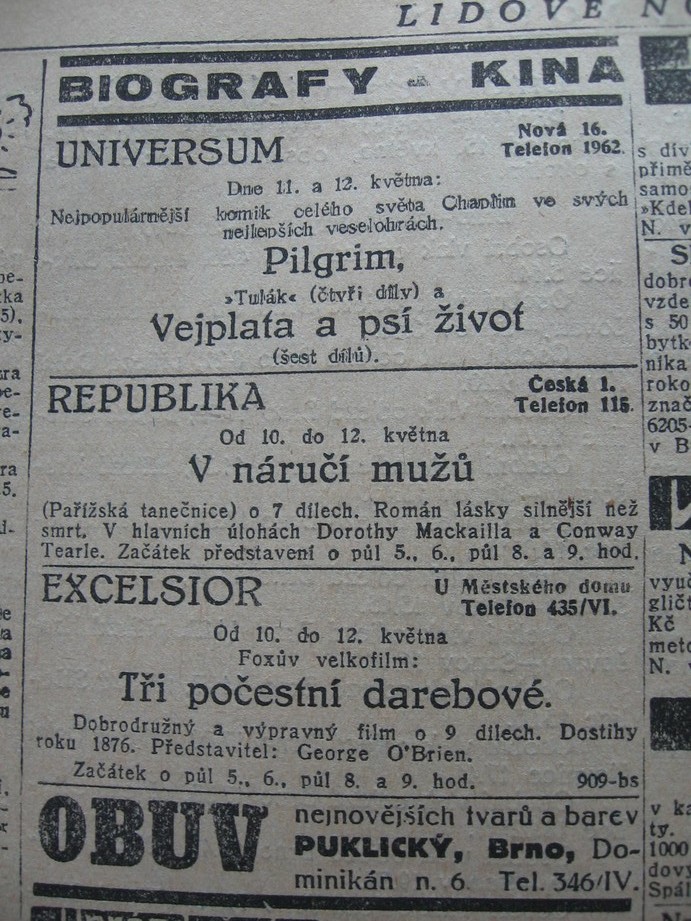 LIDOVÉ
BIOGRAFY a KINA
UNIVERSUM
Nová 16.
Telefon 1962.
Dne 11. a 12. května:
Nejpopulárnější komik celého světa Chaplin ve svých
nejlepších veselohrách.
Pilgrim,
»Tulák« (čtyři díly) a
Vejplata a psí život
(šest dílů).
REPUBLIKA
Česká 1.
Telefon 115.
Od 10. do 12. května
V náručí mužů
(Pařížská tanečnice) o 7 dílech. Román lásky silnější než
smrt. V hlavních úlohách Dorothy Mackailla a Conway
Tearle. Začátek představení o půl 5., 6., půl 8. a 9. hod.
EXCELSIOR
U Městského domu
Telefon 435/VI.
Od 10. do 12. května
Foxův velkofilm:
Tři počestní darebové.
Dobrodružný a výpravný film o 9 dílech. Dostihy
roku 1876. Představitel: George O'Brien.
Začátek o půl 5., 6., půl 8. a 9. hod.
909-bs
OBUV
nejnovějších tvarů a barev
PUKLICKÝ, Brno, Do-
minikán n. 6. Tel. 346/IV.